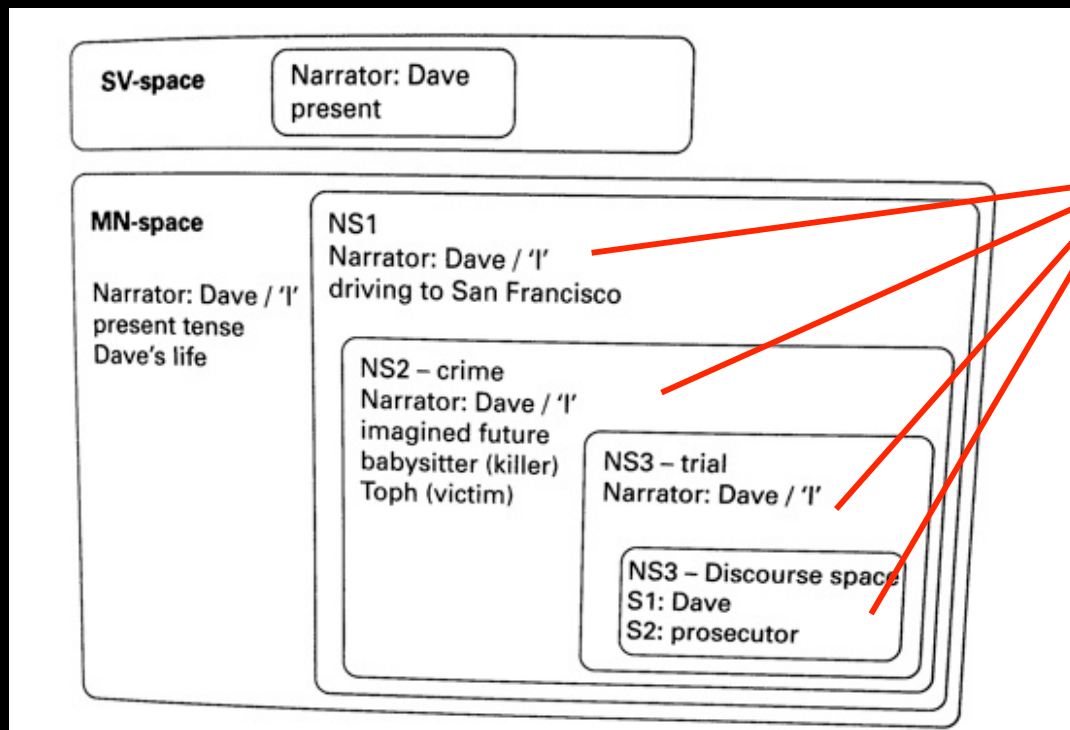 SV-space
Narrator: Dave
present
MN-space
Narrator: Dave / 'I'
present tense
Dave's life
NS1
Narrator: Dave / 'I'
driving to San Francisco
NS2 – crime
Narrator: Dave / 'I'
imagined future
babysitter (killer)
Toph (victim)
NS3 – trial
Narrator: Dave / 'I'
NS3 – Discourse space
S1: Dave
S2: prosecutor